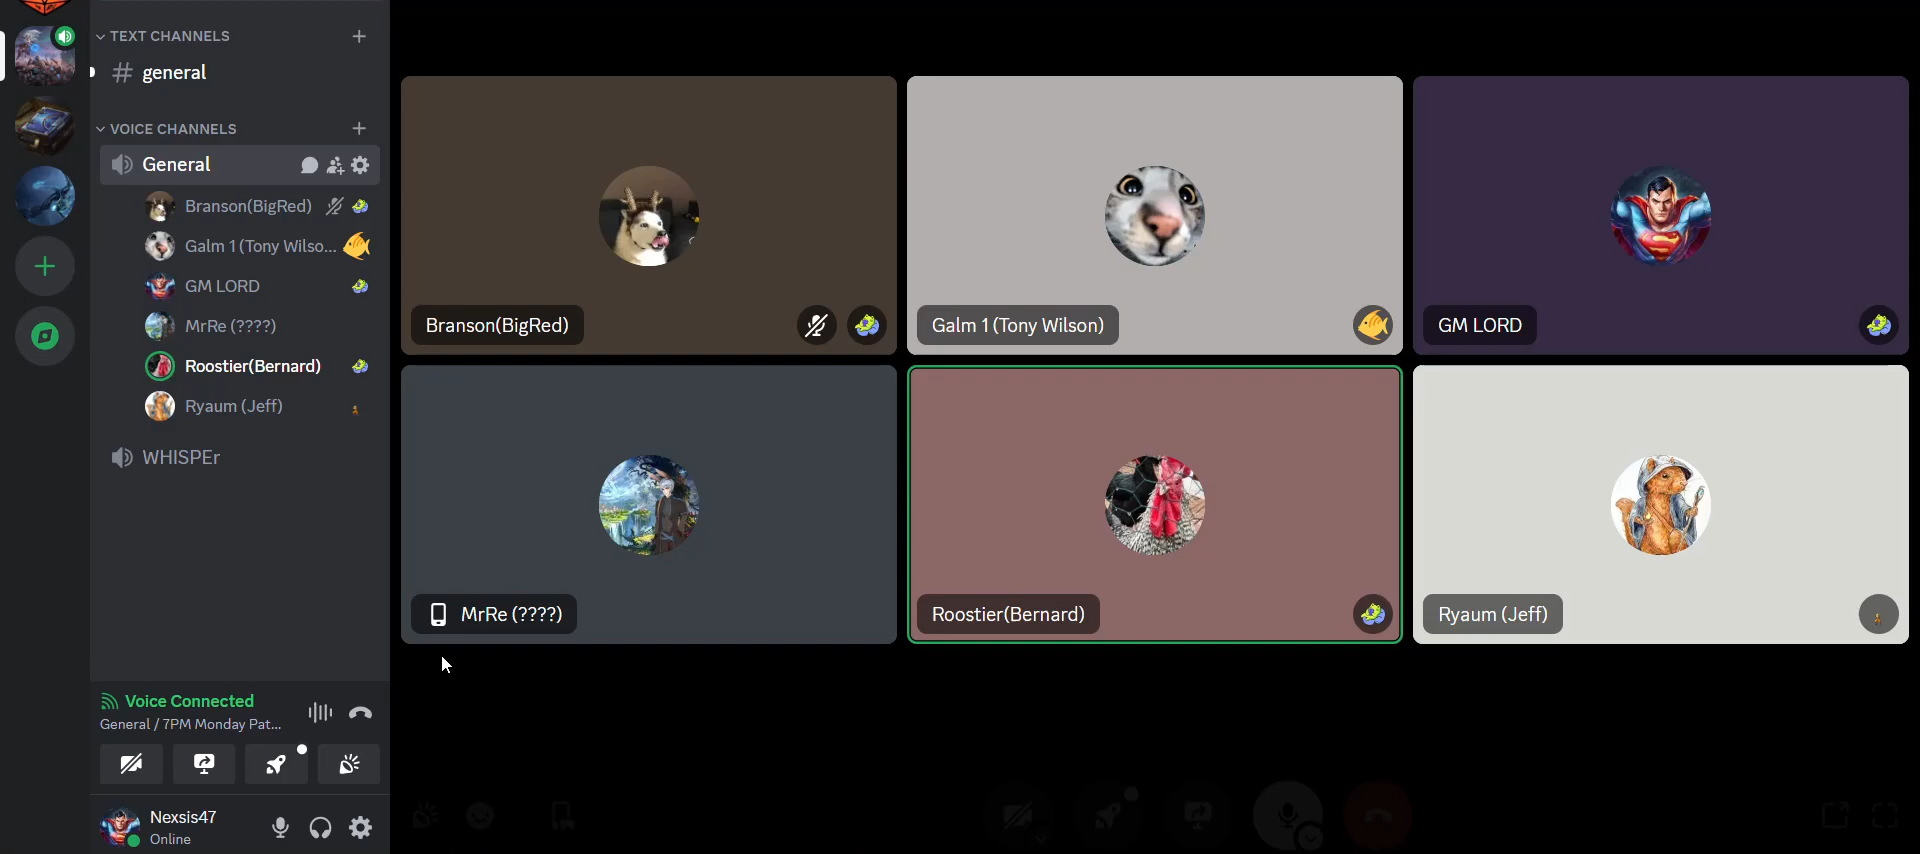 TEXT CHANNELS
general
VOICE CHANNELS
General
Branson(BigRed)
Galm 1 (Tony Wilso...
GM LORD
MrRe (????)
Roostier(Bernard)
Ryaum (Jeff)
WHISPEr
Branson(BigRed)
Galm 1 (Tony Wilson)
GM LORD
MrRe (????)
Roostier(Bernard)
Ryaum (Jeff)
Voice Connected
General / 7PM Monday Pat...
Nexsis47
Online